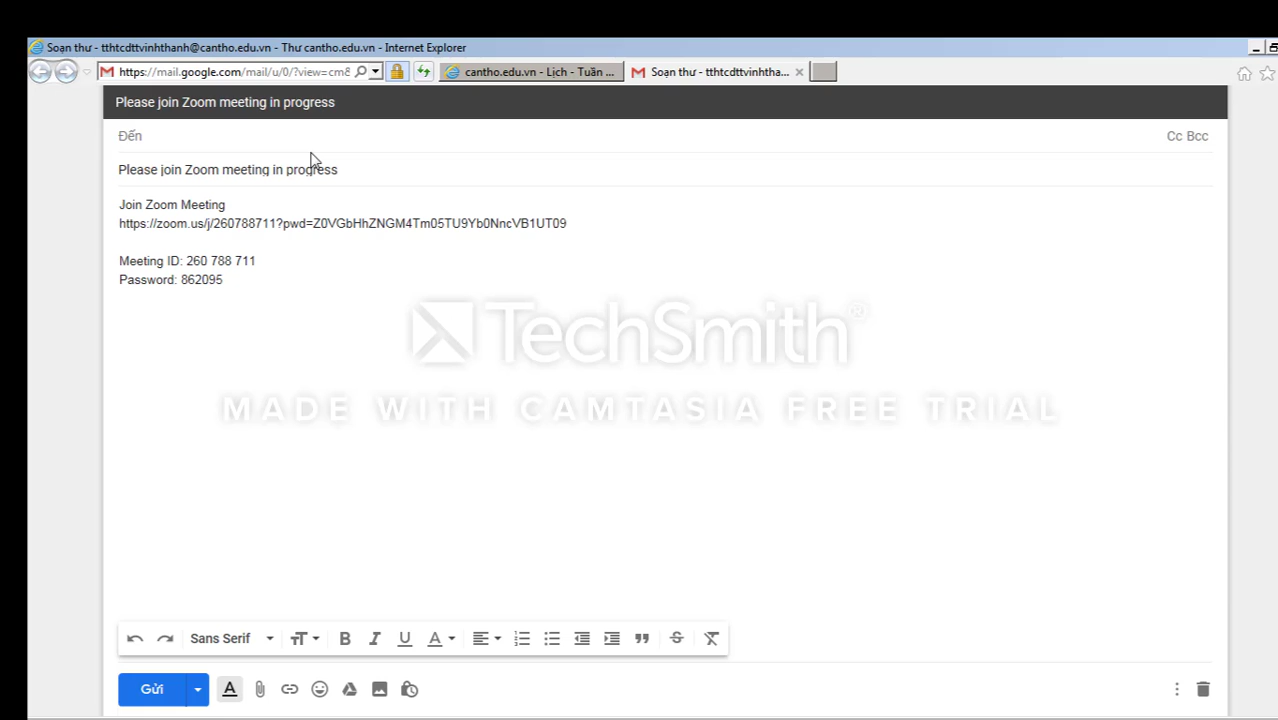 Soạn thư - tthtcdttvinhthanh@cantho.edu.vn - Thư cantho.edu.vn - Internet Explorer
https://mail.google.com/mail/u/0/?view=cm&
cantho.edu.vn - Lịch - Tuần ...
Soạn thư - tthtcdttvinhtha...
Please join Zoom meeting in progress
Đến
Cc Bcc
Please join Zoom meeting in progress
Join Zoom Meeting
https://zoom.us/j/260788711?pwd=Z0VGbHhZNGM4Tm05TU9Yb0NncVB1UT09
Meeting ID: 260 788 711
Password: 862095
TechSmith®
MADE WITH CAMTASIA FREE TRIAL
Sans Serif
Gửi